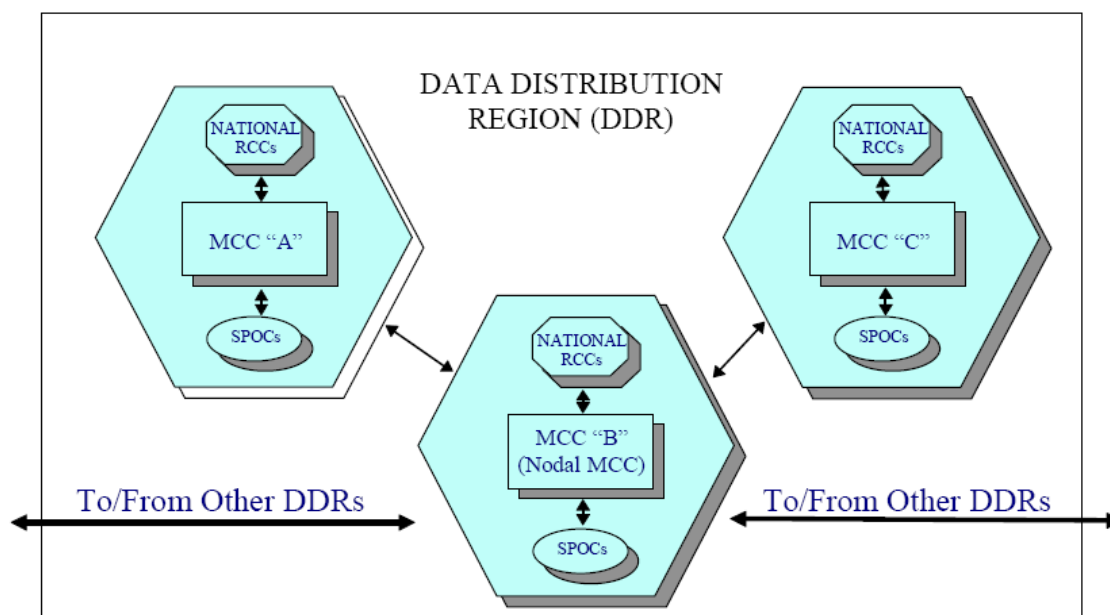 DATA DISTRIBUTION
REGION (DDR)
NATIONAL
RCCs
MCC “A”
SPOCs
NATIONAL
RCCs
MCC “C”
SPOCs
NATIONAL
RCCs
MCC “B”
(Nodal MCC)
SPOCs
To/From Other DDRs
To/From Other DDRs